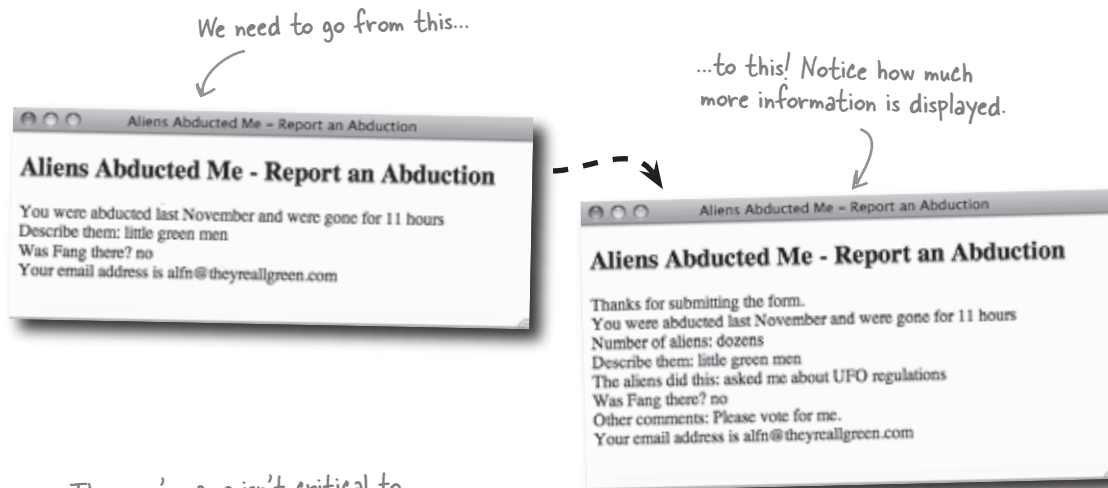 We need to go from this...
...to this! Notice how much
more information is displayed.
Aliens Abducted Me - Report an Abduction
Aliens Abducted Me - Report an Abduction
You were abducted last November and were gone for 11 hours
Describe them: little green men
Was Fang there? no
Your email address is alfn@theyreallgreen.com
Aliens Abducted Me - Report an Abduction
Aliens Abducted Me - Report an Abduction
Thanks for submitting the form.
You were abducted last November and were gone for 11 hours
Number of aliens: dozens
Describe them: little green men
The aliens did this: asked me about UFO regulations
Was Fang there? no
Other comments: Please vote for me.
Your email address is alfn@theyreallgreen.com
isn't critical to